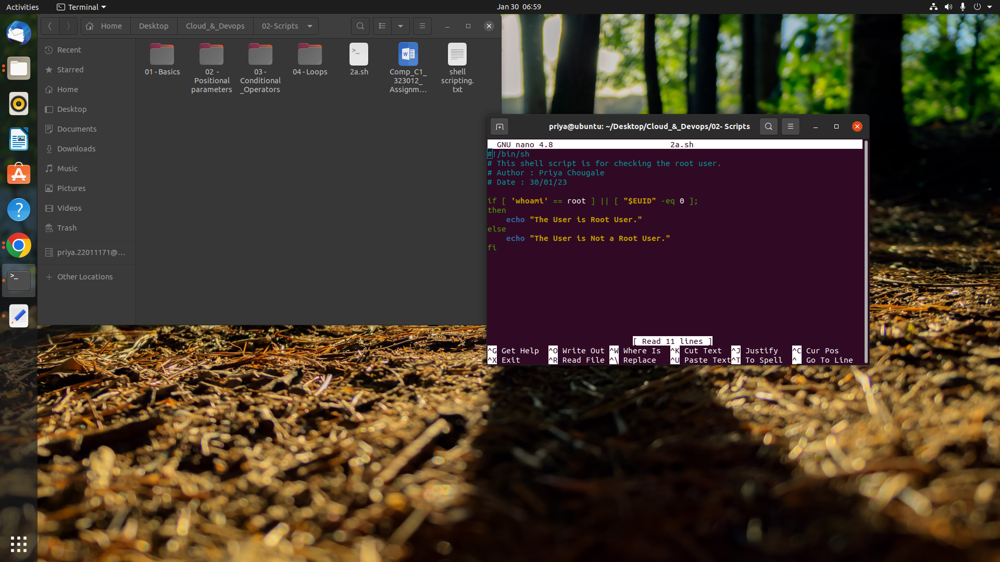 Activities
Terminal
Jan 30 06:59
Home
Desktop
Cloud_&_Devops
02- Scripts
Recent
Starred
Home
Desktop
Documents
Downloads
Music
Pictures
Videos
Trash
priya.22011171@...
Other Locations
01 - Basics
02 -
Positional
parameters
03 -
Conditional
_Operators
04 - Loops
>_
2a.sh
W
Comp_C1_
323012_
Assignm...
shell
scripting.
txt
priya@ubuntu: ~/Desktop/Cloud_&_Devops/02- Scripts
GNU nano 4.8 2a.sh
#!/bin/sh
# This shell script is for checking the root user.
# Author : Priya Chougale
# Date : 30/01/23
if [ 'whoami' == root ] || [ "$EUID" -eq 0 ];
then
echo "The User is Root User."
else
echo "The User is Not a Root User."
fi
[ Read 11 lines ]
^G Get Help ^O Write Out ^W Where Is ^K Cut Text ^J Justify ^C Cur Pos
^X Exit ^R Read File ^\ Replace ^U Paste Text ^T To Spell ^_ Go To Line